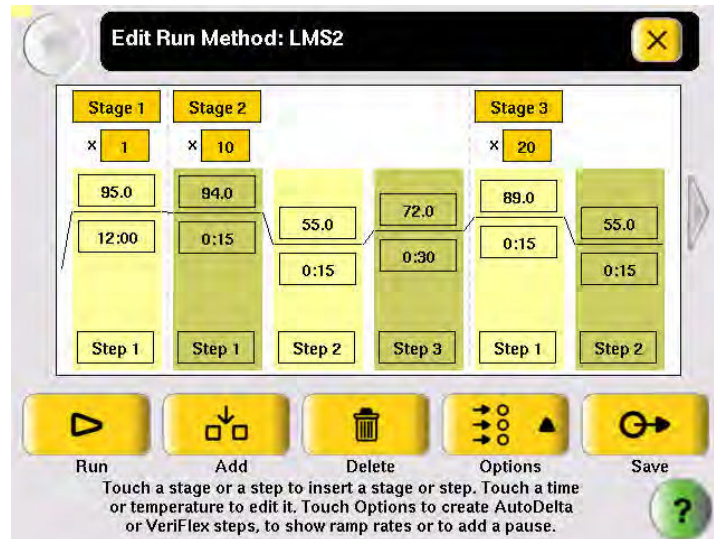 Edit Run Method: LMS2
Stage 1 Stage 2 Stage 3
x 1 x 10 x 20
95.0 94.0 55.0 72.0 89.0 55.0
12:00 0:15 0:15 0:30 0:15 0:15
Step 1 Step 1 Step 2 Step 3 Step 1 Step 2
Run Add Delete Options Save
Touch a stage or a step to insert a stage or step. Touch a time
or temperature to edit it. Touch Options to create AutoDelta
or VeriFlex steps, to show ramp rates or to add a pause.
?